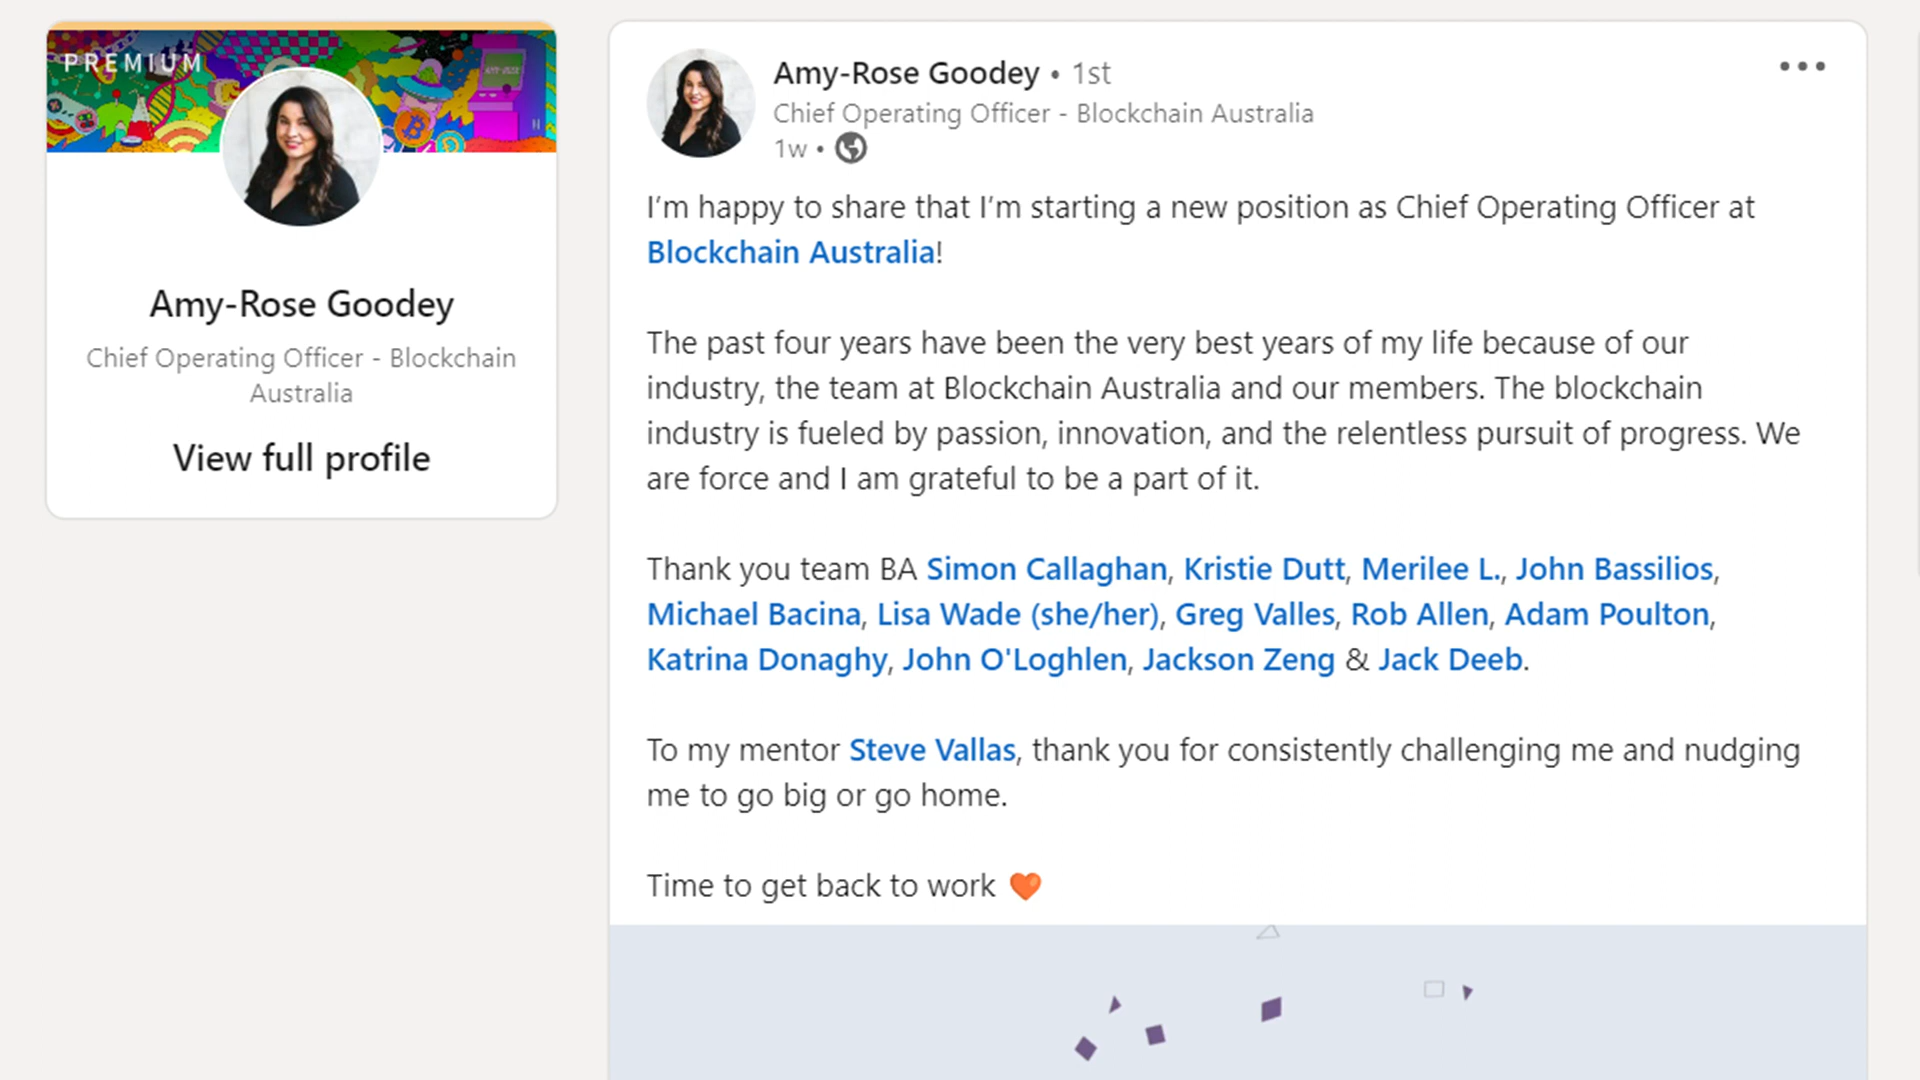 PREMIUM
Amy-Rose Goodey
Chief Operating Officer - Blockchain
Australia
View full profile
Amy-Rose Goodey • 1st
Chief Operating Officer - Blockchain Australia
1w •
I'm happy to share that I'm starting a new position as Chief Operating Officer at
Blockchain Australia!
The past four years have been the very best years of my life because of our
industry, the team at Blockchain Australia and our members. The blockchain
industry is fueled by passion, innovation, and the relentless pursuit of progress. We
are force and I am grateful to be a part of it.
Thank you team BA Simon Callaghan, Kristie Dutt, Merilee L., John Bassilios,
Michael Bacina, Lisa Wade (she/her), Greg Valles, Rob Allen, Adam Poulton,
Katrina Donaghy, John O'Loghlen, Jackson Zeng & Jack Deeb.
To my mentor Steve Vallas, thank you for consistently challenging me and nudging
me to go big or go home.
Time to get back to work